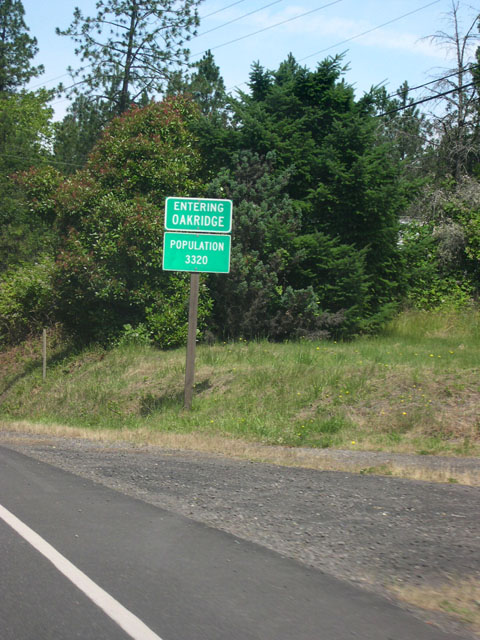 ENTERING
OAKRIDGE
POPULATION
3320